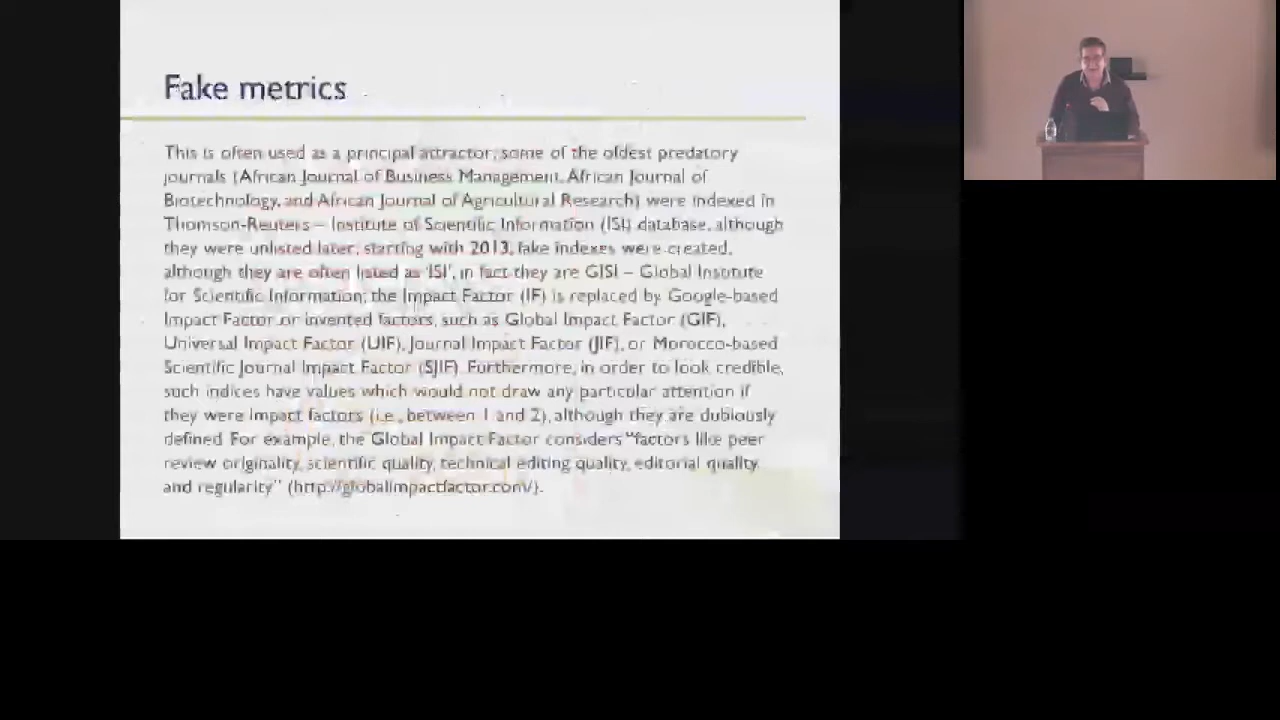 Fake metrics
This is often used as a principal attractor; some of the oldest predatory
journals (African Journal of Business Management, African Journal of
Biotechnology, and African Journal of Agricultural Research) were indexed in
Thomson-Reuters – Institute of Scientific Information (ISI) database, although
they were unlisted later; starting with 2013, fake indexes were created,
although they are often listed as 'ISI', in fact they are GISI – Global Institute
for Scientific Information; the Impact Factor (IF) is replaced by Google-based
Impact Factor or invented factors, such as Global Impact Factor (GIF),
Universal Impact Factor (UIF), Journal Impact Factor (JIF), or Morocco-based
Scientific Journal Impact Factor (SJIF). Furthermore, in order to look credible,
such indices have values which would not draw any particular attention if
they were impact factors (i.e., between 1 and 2), although they are dubiously
defined. For example, the Global Impact Factor considers "factors like peer
review originality, scientific quality, technical editing quality, editorial quality
and regularity" (http://globalimpactfactor.com/).